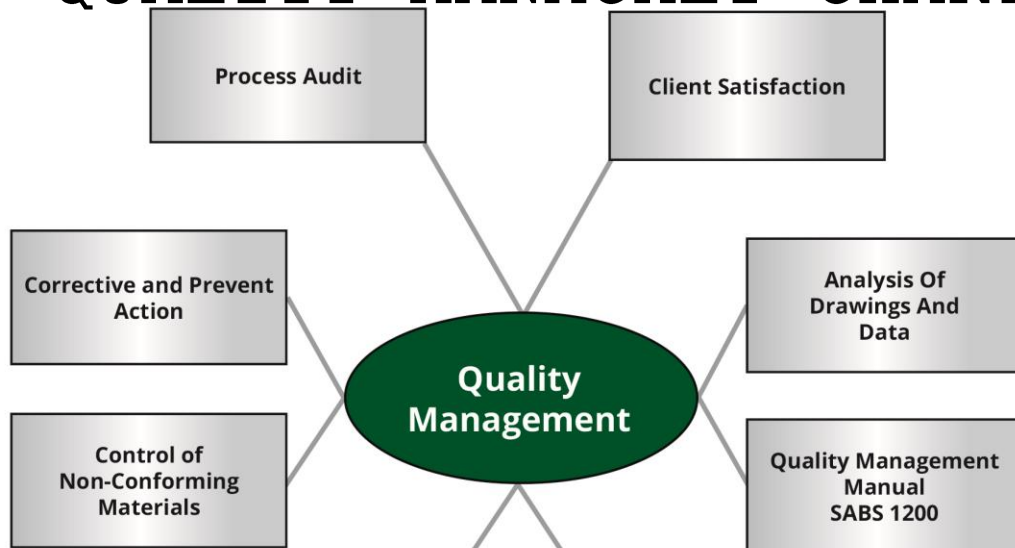 Process Audit
Client Satisfaction
Corrective and Prevent
Action
Analysis Of
Drawings And
Data
Quality
Management
Control of
Non-Conforming
Materials
Quality Management
Manual
SABS 1200